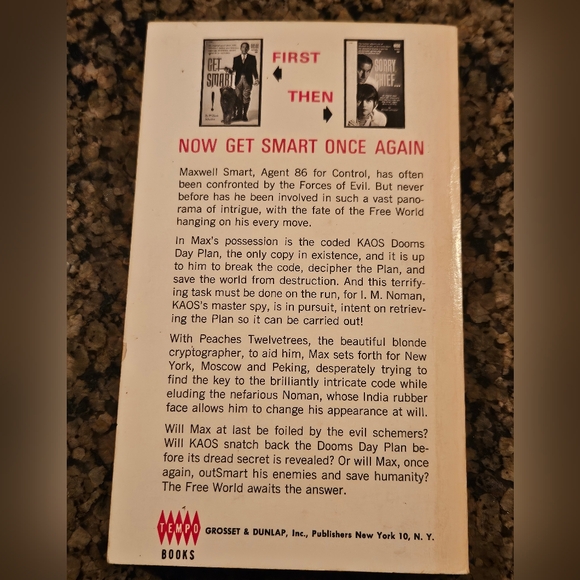 GET
SMART
!
SORRY
CHIEF...
FIRST
THEN
NOW GET SMART ONCE AGAIN
Maxwell Smart, Agent 86 for Control, has often
been confronted by the Forces of Evil. But never
before has he been involved in such a vast pano-
rama of intrigue, with the fate of the Free World
hanging on his every move.
In Max's possession is the coded KAOS Dooms
Day Plan, the only copy in existence, and it is up
to him to break the code, decipher the Plan, and
save the world from destruction. And this terrify-
ing task must be done on the run, for I. M. Noman,
KAOS's master spy, is in pursuit, intent on retriev-
ing the Plan so it can be carried out!
With Peaches Twelvetrees, the beautiful blonde
cryptographer, to aid him, Max sets forth for New
York, Moscow and Peking, desperately trying to
find the key to the brilliantly intricate code while
eluding the nefarious Noman, whose India rubber
face allows him to change his appearance at will.
Will Max at last be foiled by the evil schemers?
Will KAOS snatch back the Dooms Day Plan be-
fore its dread secret is revealed? Or will Max, once
again, outSmart his enemies and save humanity?
The Free World awaits the answer.
TEMPO
BOOKS
GROSSET & DUNLAP, Inc., Publishers New York 10, N. Y.